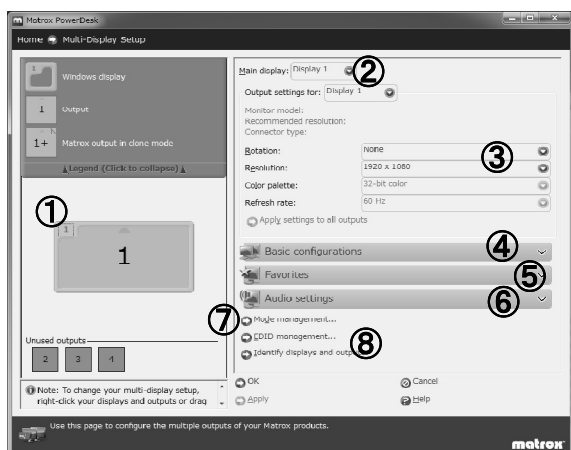 Matrox PowerDesk
Home Multi-Display Setup
1
Windows display
1
Output
1+
Matrox output in clone mode
Legend (Click to collapse)
①
1
1
Unused outputs
2 3 4
Note: To change your multi-display setup,
right-click your displays and outputs or drag
Main display: Display 1
②
Output settings for: Display 1
Monitor model:
Recommended resolution:
Connector type:
Rotation: None
③
Resolution: 1920 x 1080
Color palette: 32-bit color
Refresh rate: 60 Hz
Apply settings to all outputs
Basic configurations ④
Favorites ⑤
Audio settings ⑥
⑦ Mode management...
EDID management... ⑧
Identify displays and outputs
OK Cancel
Apply Help
Use this page to configure the multiple outputs of your Matrox products.
matrox